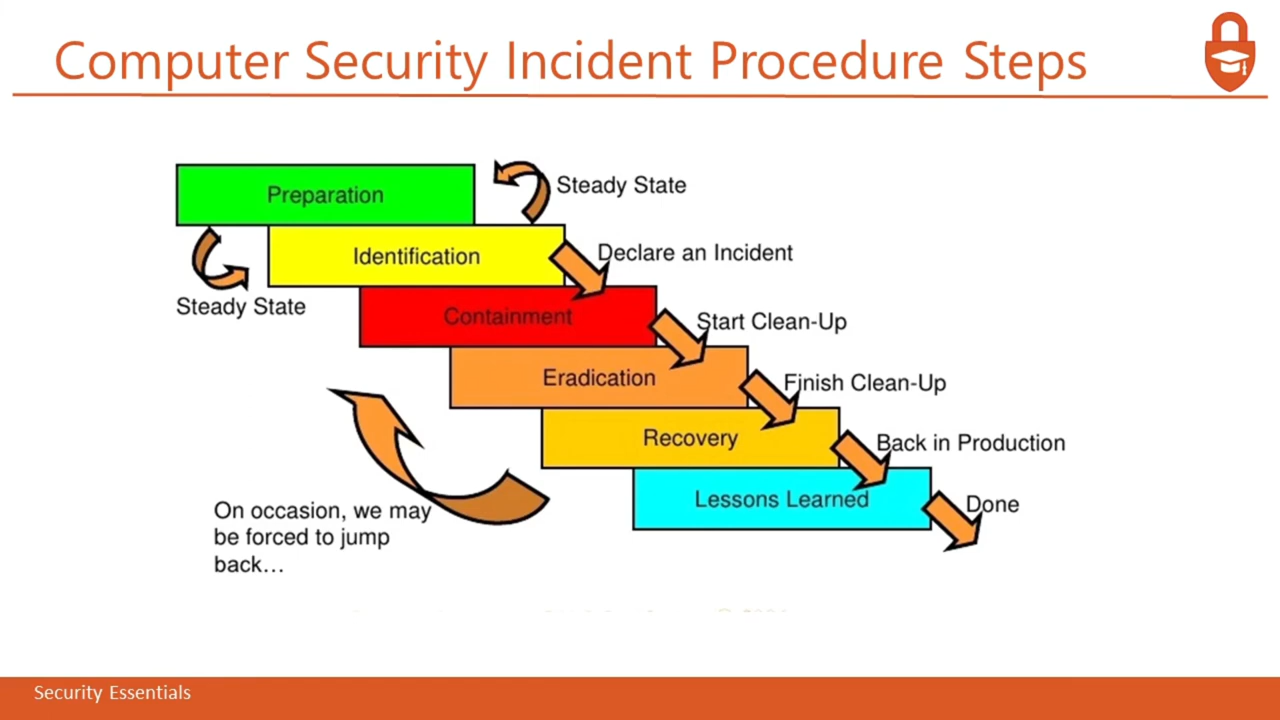 Computer Security Incident Procedure Steps
Preparation
Steady State
Identification
Declare an Incident
Steady State
Containment
Start Clean-Up
Eradication
Finish Clean-Up
Recovery
Back in Production
Lessons Learned
Done
On occasion, we may
be forced to jump
back…
Security Essentials